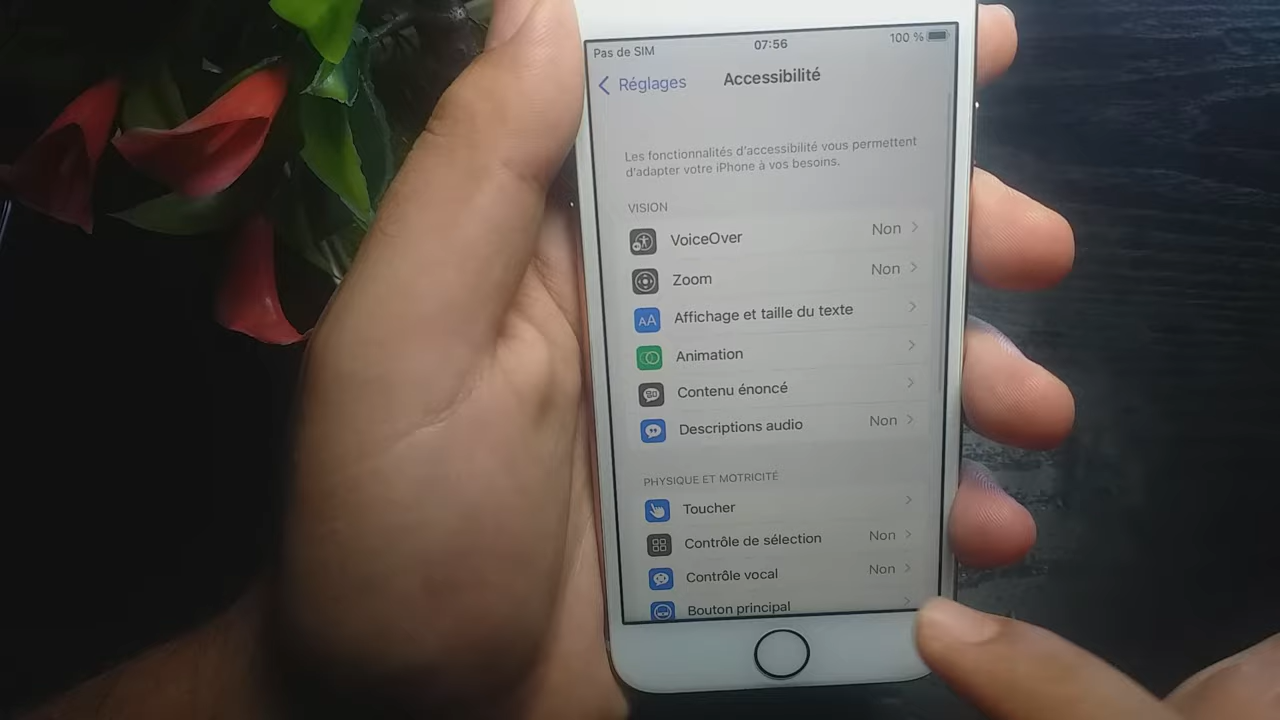 Pas de SIM 07:56 100 %
Réglages Accessibilité
Les fonctionnalités d'accessibilité vous permettent
d'adapter votre iPhone à vos besoins.
VISION
VoiceOver Non
Zoom Non
AA Affichage et taille du texte
Animation
Contenu énoncé
Descriptions audio Non
PHYSIQUE ET MOTRICITÉ
Toucher
Contrôle de sélection Non
Contrôle vocal Non
Bouton principal